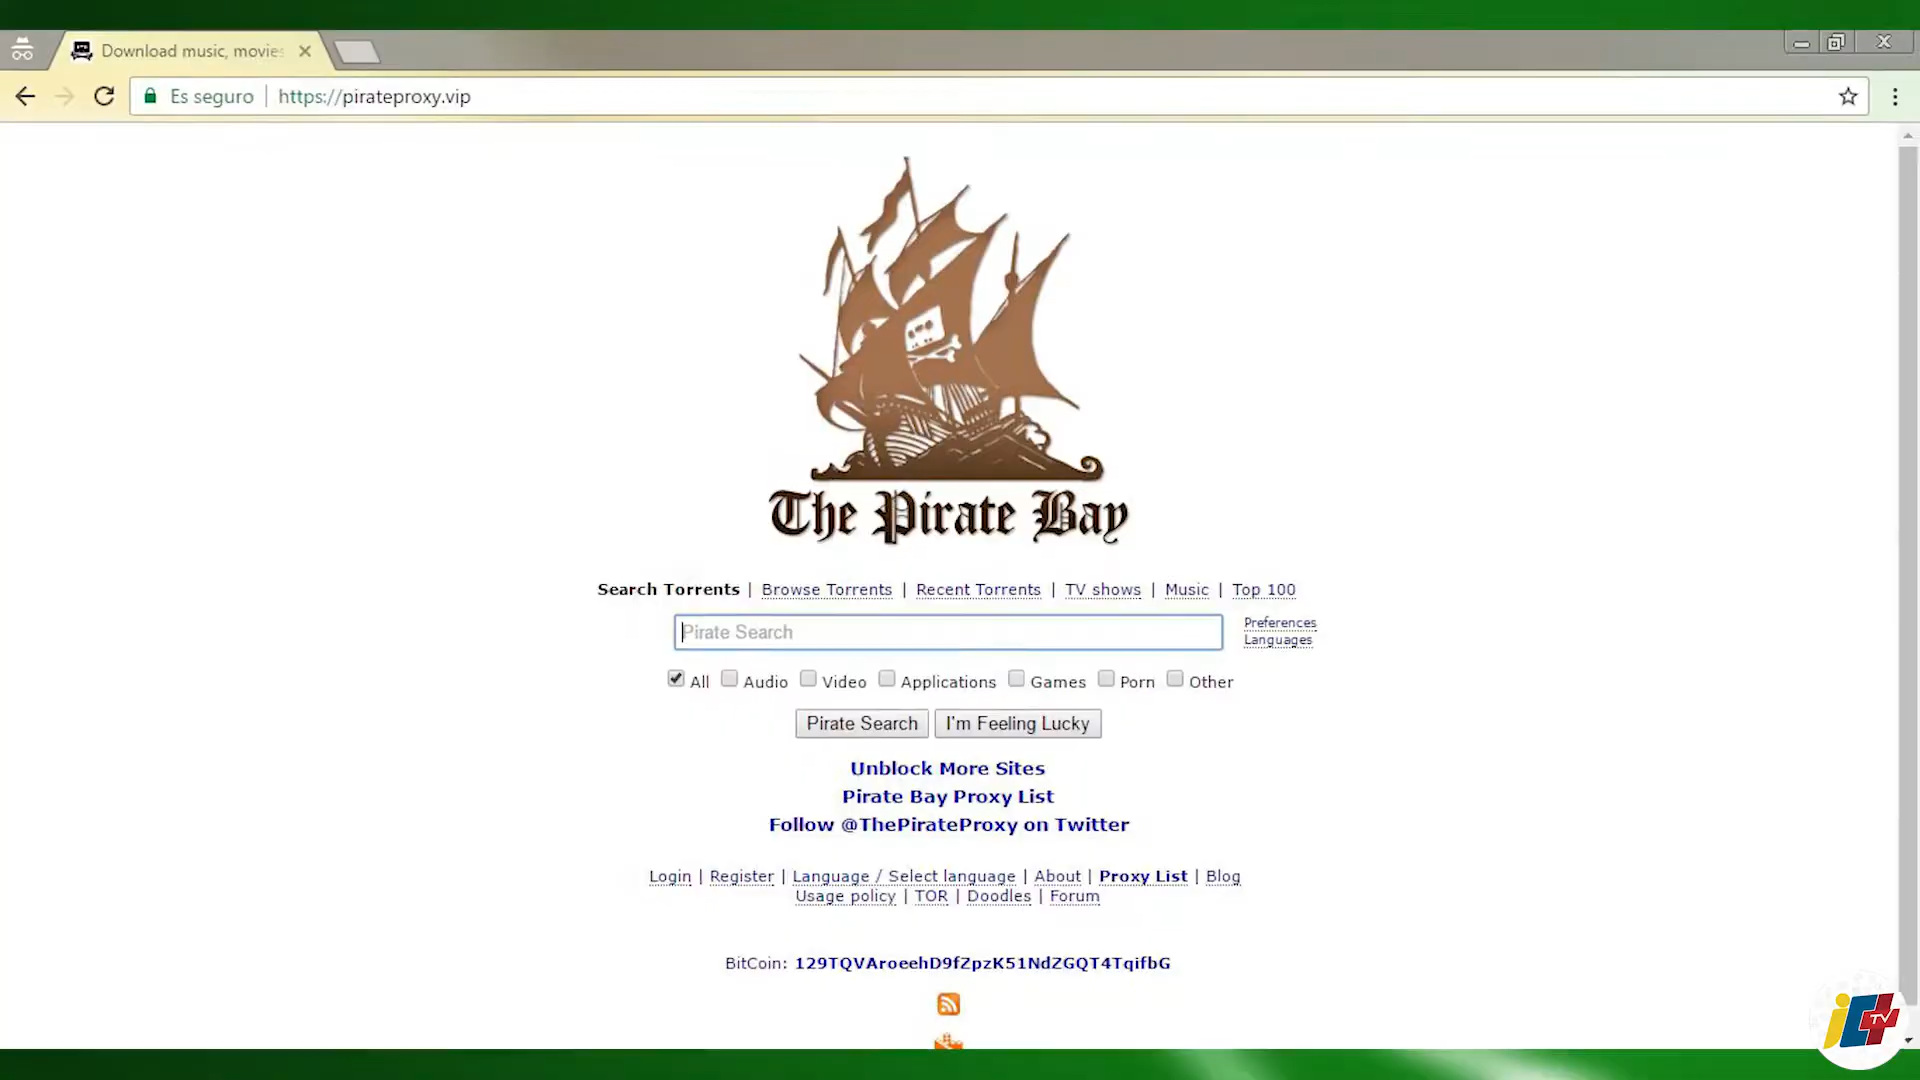 Download music, movies
Es seguro | https://pirateproxy.vip
The Pirate Bay
Search Torrents | Browse Torrents | Recent Torrents | TV shows | Music | Top 100
Pirate Search
Preferences
Languages
All Audio Video Applications Games Porn Other
Pirate Search I'm Feeling Lucky
Unblock More Sites
Pirate Bay Proxy List
Follow @ThePirateProxy on Twitter
Login | Register | Language / Select language | About | Proxy List | Blog
Usage policy | TOR | Doodles | Forum
BitCoin: 129TQVAroeehD9fZpzK51NdZGQT4TqifbG
iC+ TV